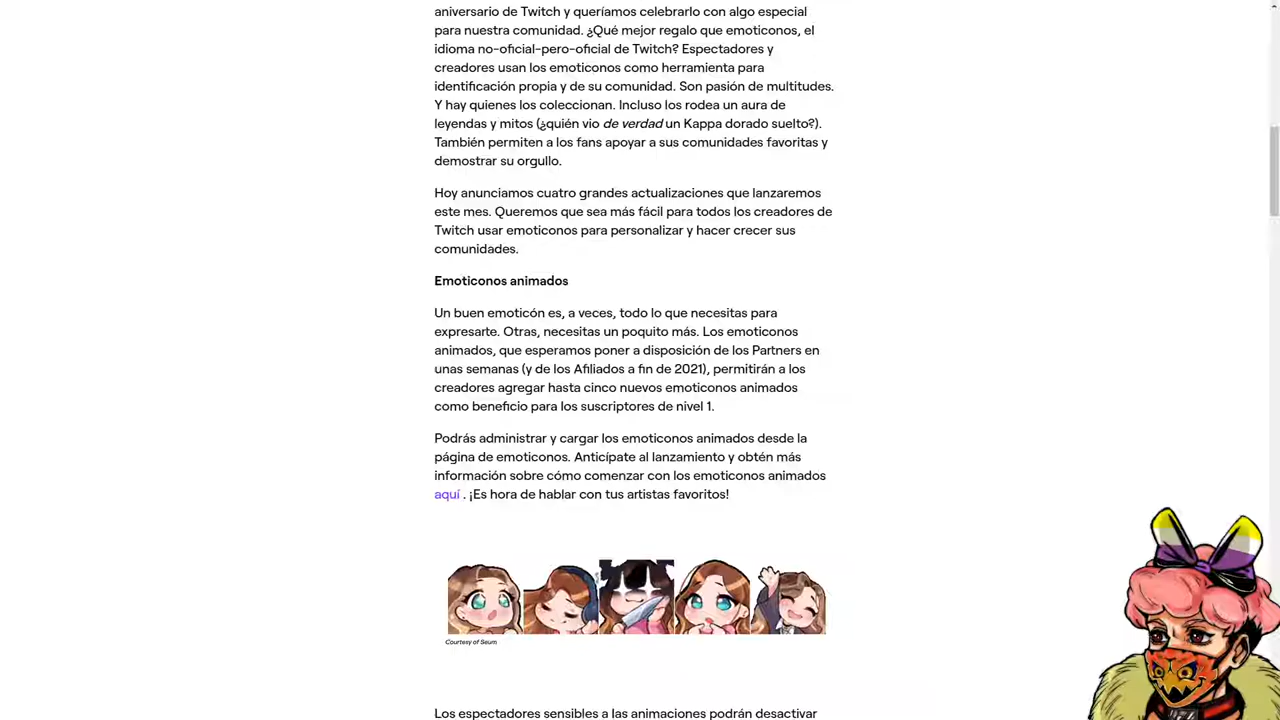 aniversario de Twitch y queríamos celebrarlo con algo especial
para nuestra comunidad. ¿Qué mejor regalo que emoticonos, el
idioma no-oficial-pero-oficial de Twitch? Espectadores y
creadores usan los emoticonos como herramienta para
identificación propia y de su comunidad. Son pasión de multitudes.
Y hay quienes los coleccionan. Incluso los rodea un aura de
leyendas y mitos (¿quién vio de verdad un Kappa dorado suelto?).
También permiten a los fans apoyar a sus comunidades favoritas y
demostrar su orgullo.
Hoy anunciamos cuatro grandes actualizaciones que lanzaremos
este mes. Queremos que sea más fácil para todos los creadores de
Twitch usar emoticonos para personalizar y hacer crecer sus
comunidades.
Emoticonos animados
Un buen emoticón es, a veces, todo lo que necesitas para
expresarte. Otras, necesitas un poquito más. Los emoticonos
animados, que esperamos poner a disposición de los Partners en
unas semanas (y de los Afiliados a fin de 2021), permitirán a los
creadores agregar hasta cinco nuevos emoticonos animados
como beneficio para los suscriptores de nivel 1.
Podrás administrar y cargar los emoticonos animados desde la
página de emoticonos. Anticípate al lanzamiento y obtén más
información sobre cómo comenzar con los emoticonos animados
aquí . ¡Es hora de hablar con tus artistas favoritos!
Courtesy of Seum
Los espectadores sensibles a las animaciones podrán desactivar